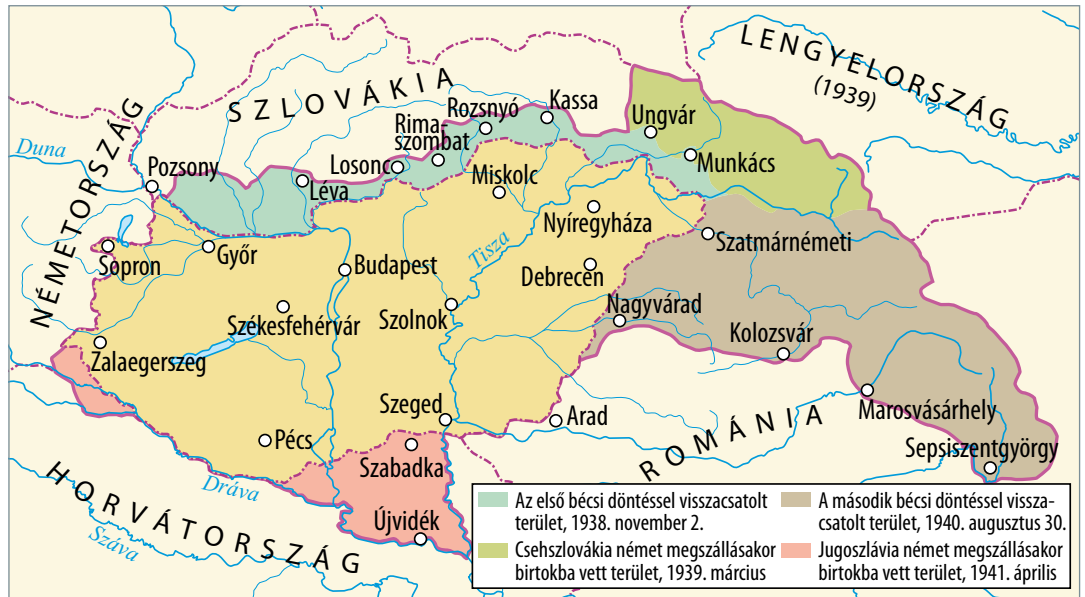 LENGYELORSZÁG
(1939)
SZLOVÁKIA
NÉMETORSZÁG
Duna
Pozsony
Léva
Losonc
Rima-
szombat
Rozsnyó
Kassa
Ungvár
Munkács
Miskolc
Nyíregyháza
Szatmárnémeti
Sopron
Győr
Budapest
Tisza
Debrecen
Székesfehérvár
Szolnok
Nagyvárad
Kolozsvár
Zalaegerszeg
Szeged
Arad
Marosvásárhely
ROMÁNIA
Sepsiszentgyörgy
Pécs
Szabadka
Dráva
Újvidék
HORVÁTORSZÁG
Száva
Az első bécsi döntéssel visszacsatolt
terület, 1938. november 2.
Csehszlovákia német megszállásakor
birtokba vett terület, 1939. március
A második bécsi döntéssel vissza-
csatolt terület, 1940. augusztus 30.
Jugoszlávia német megszállásakor
birtokba vett terület, 1941. április